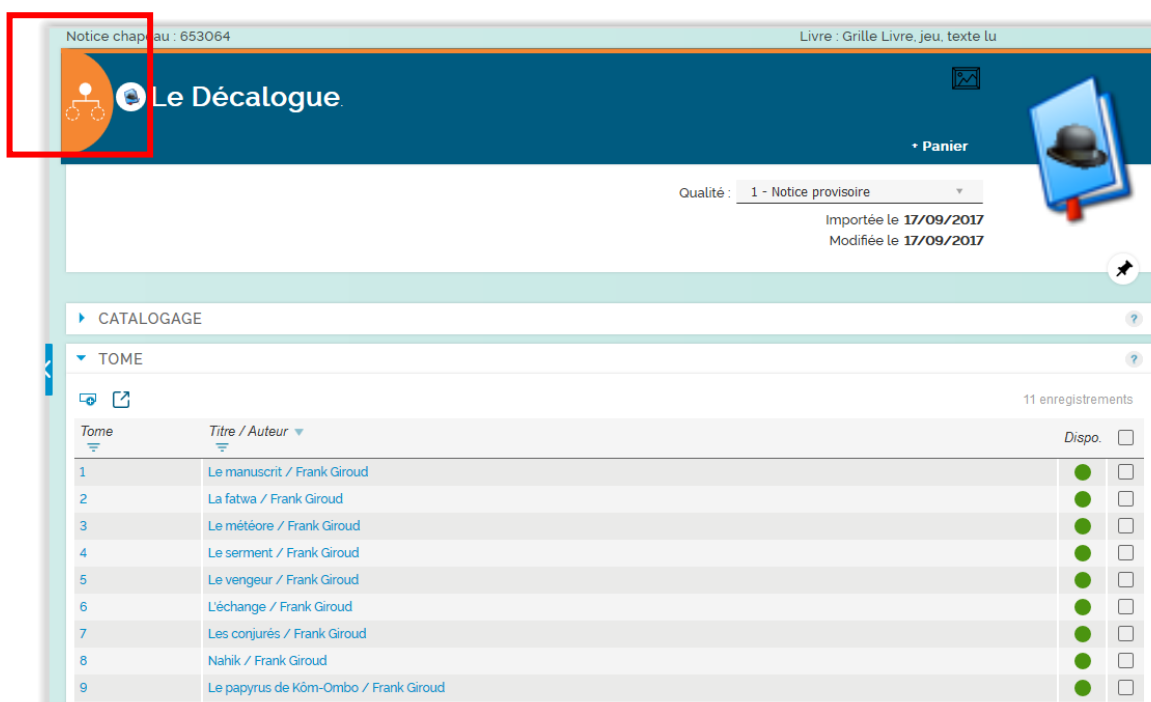 Notice chapeau : 653064 Livre : Grille Livre, jeu, texte lu
Le Décalogue.
+ Panier
Qualité : 1 - Notice provisoire
Importée le 17/09/2017
Modifiée le 17/09/2017
CATALOGAGE ?
TOME ?
11 enregistrements
Tome Titre / Auteur Dispo.
1 Le manuscrit / Frank Giroud
2 La fatwa / Frank Giroud
3 Le météore / Frank Giroud
4 Le serment / Frank Giroud
5 Le vengeur / Frank Giroud
6 L'échange / Frank Giroud
7 Les conjurés / Frank Giroud
8 Nahik / Frank Giroud
9 Le papyrus de Kôm-Ombo / Frank Giroud